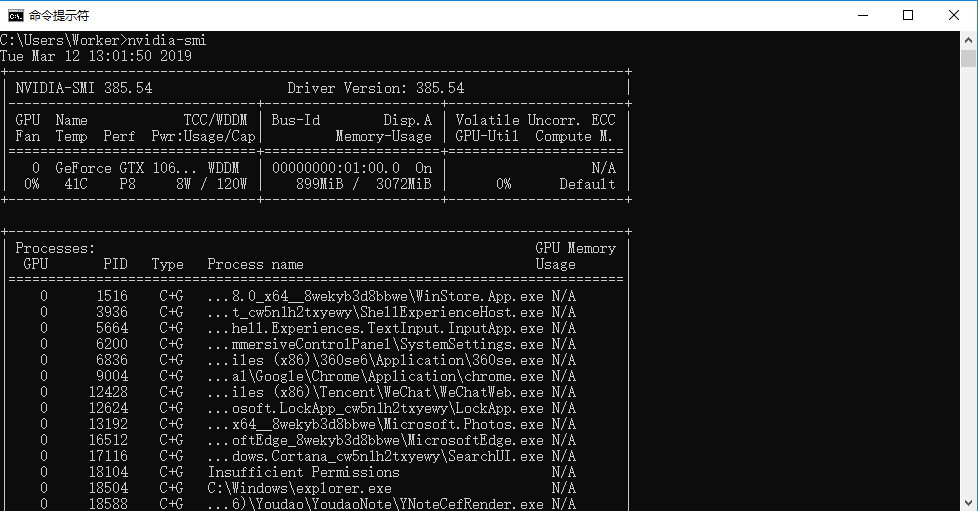 命令提示符
C:\Users\Worker>nvidia-smi
Tue Mar 12 13:01:50 2019
+-----------------------------------------------------------------------------+
| NVIDIA-SMI 385.54                 Driver Version: 385.54                    |
|-------------------------------+----------------------+----------------------+
| GPU  Name            TCC/WDDM | Bus-Id        Disp.A | Volatile Uncorr. ECC |
| Fan  Temp  Perf  Pwr:Usage/Cap|         Memory-Usage | GPU-Util  Compute M. |
|===============================+======================+======================|
|   0  GeForce GTX 106... WDDM  | 00000000:01:00.0  On |                  N/A |
|  0%   41C    P8     8W / 120W |    899MiB /  3072MiB |      0%      Default |
+-------------------------------+----------------------+----------------------+
+-----------------------------------------------------------------------------+
| Processes:                                                       GPU Memory |
|  GPU       PID   Type   Process name                             Usage      |
|=============================================================================|
|    0      1516    C+G   ...8.0_x64__8wekyb3d8bbwe\WinStore.App.exe N/A      |
|    0      3936    C+G   ...t_cw5n1h2txyewy\ShellExperienceHost.exe N/A      |
|    0      5664    C+G   ...hell.Experiences.TextInput.InputApp.exe N/A      |
|    0      6200    C+G   ...mmersiveControlPanel\SystemSettings.exe N/A      |
|    0      6836    C+G   ...iles (x86)\360se6\Application\360se.exe N/A      |
|    0      9004    C+G   ...al\Google\Chrome\Application\chrome.exe N/A      |
|    0     12428    C+G   ...iles (x86)\Tencent\WeChat\WeChatWeb.exe N/A      |
|    0     12624    C+G   ...osoft.LockApp_cw5n1h2txyewy\LockApp.exe N/A      |
|    0     13192    C+G   ...x64__8wekyb3d8bbwe\Microsoft.Photos.exe N/A      |
|    0     16512    C+G   ...oftEdge_8wekyb3d8bbwe\MicrosoftEdge.exe N/A      |
|    0     17116    C+G   ...dows.Cortana_cw5n1h2txyewy\SearchUI.exe N/A      |
|    0     18104    C+G   Insufficient Permissions                   N/A      |
|    0     18504    C+G   C:\Windows\explorer.exe                    N/A      |
|    0     18588    C+G   ...6)\Youdao\YoudaoNote\YNoteCefRender.exe N/A      |